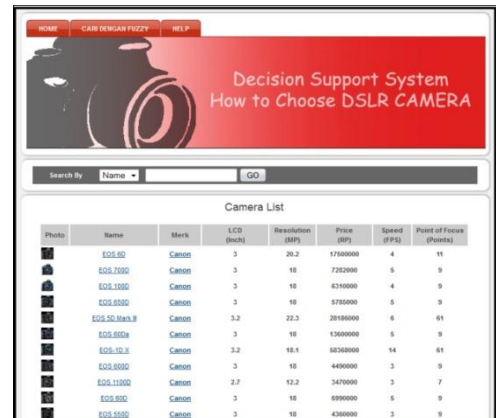 HOME CARI DENGAN FUZZY HELP
Decision Support System
How to Choose DSLR CAMERA
Search By Name GO
Camera List
Photo Name Merk LCD (Inch) Resolution (MP) Price (RP) Speed (FPS) Point of Focus (Points)
EOS 6D Canon 3 20.2 17500000 4 11
EOS 700D Canon 3 18 7282000 5 9
EOS 100D Canon 3 18 6310000 4 9
EOS 650D Canon 3 18 5785000 5 9
EOS 5D Mark III Canon 3.2 22.3 28186000 6 61
EOS 60Da Canon 3 18 13600000 5 9
EOS-1D X Canon 3.2 18.1 58360000 14 61
EOS 600D Canon 3 18 4490000 3 9
EOS 1100D Canon 2.7 12.2 3470000 3 7
EOS 60D Canon 3 18 6990000 5 9
EOS 550D Canon 3 18 4360000 3 9